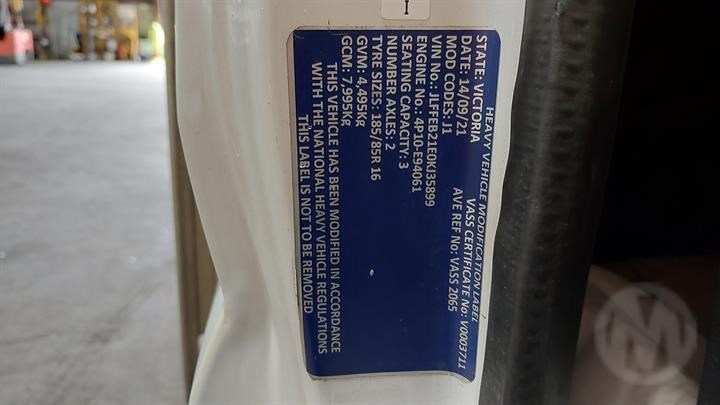 HEAVY VEHICLE MODIFICATION LABEL
STATE: VICTORIA VASS CERTIFICATE No: V0003711
DATE: 14/09/21 AVE REF No: VASS 2065
MOD CODES: J1
VIN No: JLFFEB21E0KJ35899
ENGINE No: 4P10-E94061
SEATING CAPACITY: 3
NUMBER AXLES: 2
TYRE SIZES: 185/85R 16
GVM: 4,495Kg
GCM: 7,995Kg
THIS VEHICLE HAS BEEN MODIFIED IN ACCORDANCE
WITH THE NATIONAL HEAVY VEHICLE REGULATIONS
THIS LABEL IS NOT TO BE REMOVED
M